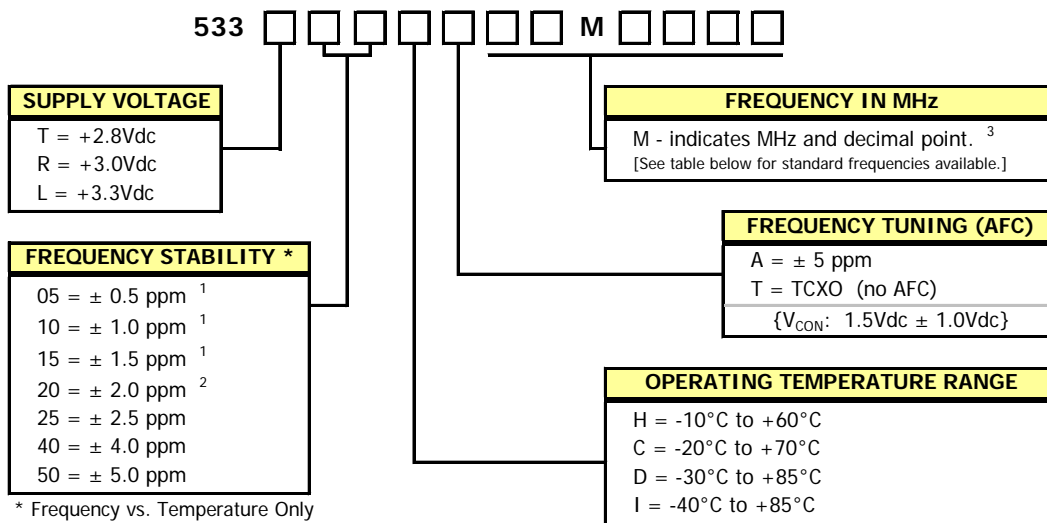 533 M
SUPPLY VOLTAGE
T = +2.8Vdc
R = +3.0Vdc
L = +3.3Vdc
FREQUENCY IN MHz
M - indicates MHz and decimal point. 3
[See table below for standard frequencies available.]
FREQUENCY STABILITY *
05 = ± 0.5 ppm 1
10 = ± 1.0 ppm 1
15 = ± 1.5 ppm 1
20 = ± 2.0 ppm 2
25 = ± 2.5 ppm
40 = ± 4.0 ppm
50 = ± 5.0 ppm
* Frequency vs. Temperature Only
FREQUENCY TUNING (AFC)
A = ± 5 ppm
T = TCXO (no AFC)
{VCON: 1.5Vdc ± 1.0Vdc}
OPERATING TEMPERATURE RANGE
H = -10°C to +60°C
C = -20°C to +70°C
D = -30°C to +85°C
I = -40°C to +85°C